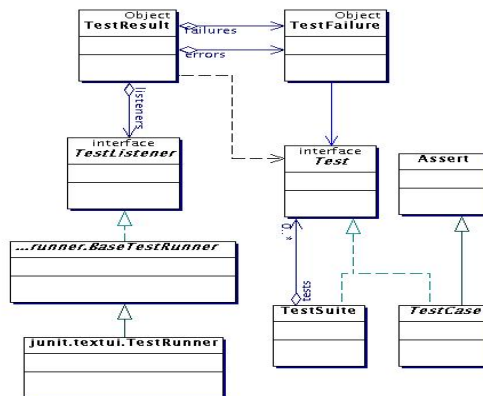 Object
TestResult
Object
TestFailure
failures
errors
listeners
interface
TestListener
interface
Test
Assert
...runner.BaseTestRunner
0..*
tests
TestSuite
TestCase
junit.textui.TestRunner